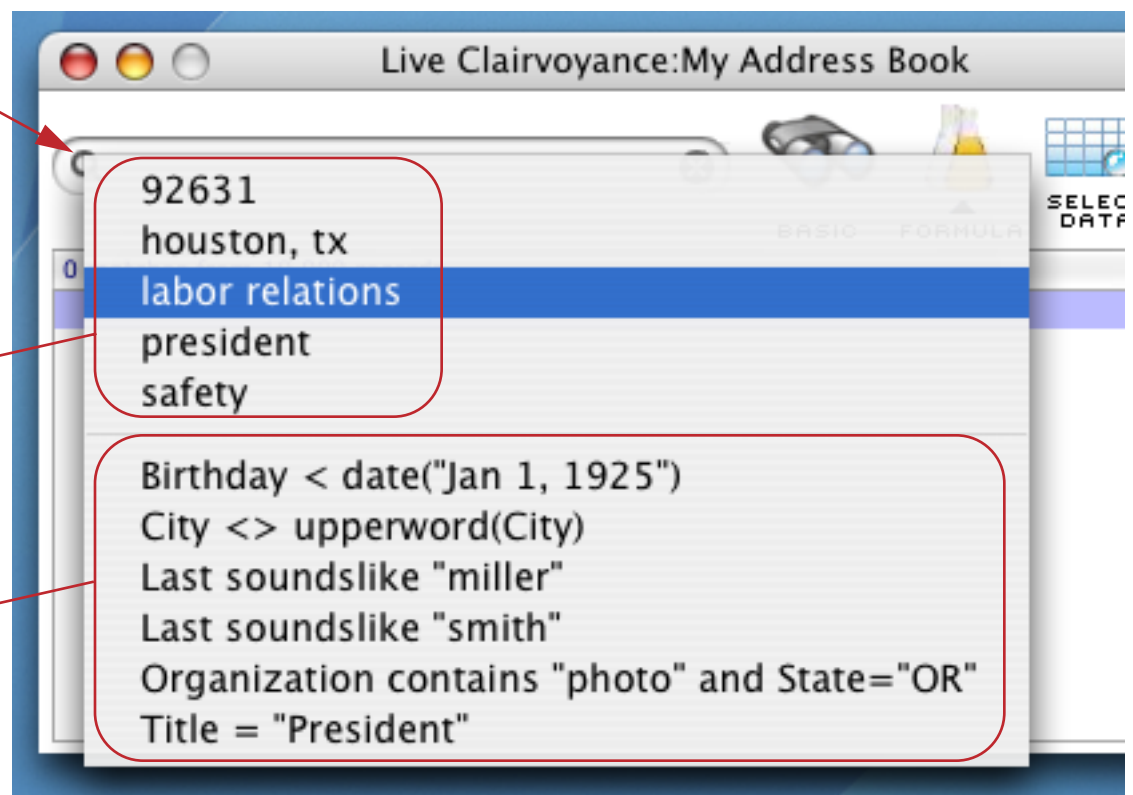 Live Clairvoyance:My Address Book
92631
houston, tx
BASIC FORMULA
SELEC
DATA
0
labor relations
president
safety
Birthday < date("Jan 1, 1925")
City <> upperword(City)
Last soundslike "miller"
Last soundslike "smith"
Organization contains "photo" and State="OR"
Title = "President"